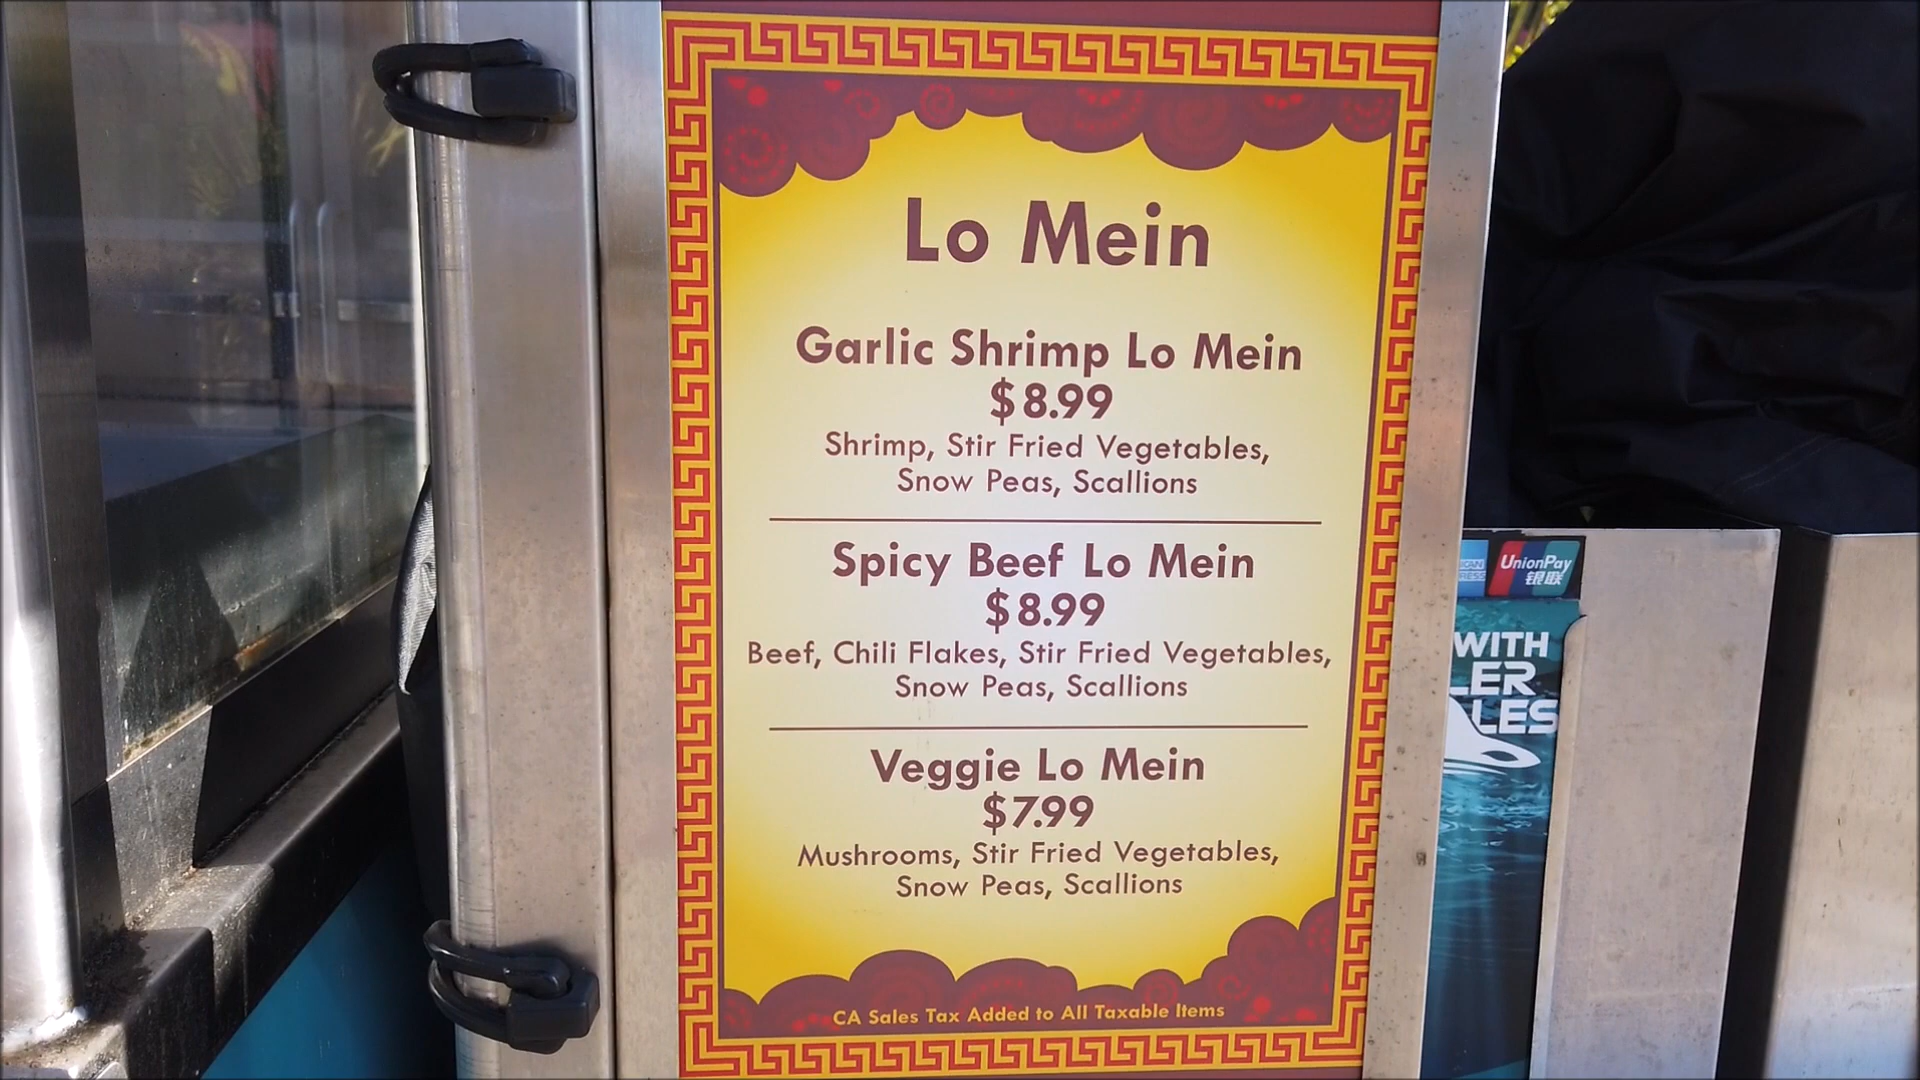 Lo Mein
Garlic Shrimp Lo Mein
$8.99
Shrimp, Stir Fried Vegetables,
Snow Peas, Scallions
Spicy Beef Lo Mein
$8.99
Beef, Chili Flakes, Stir Fried Vegetables,
Snow Peas, Scallions
Veggie Lo Mein
$7.99
Mushrooms, Stir Fried Vegetables,
Snow Peas, Scallions
CA Sales Tax Added to All Taxable Items
UnionPay
银联
WITH